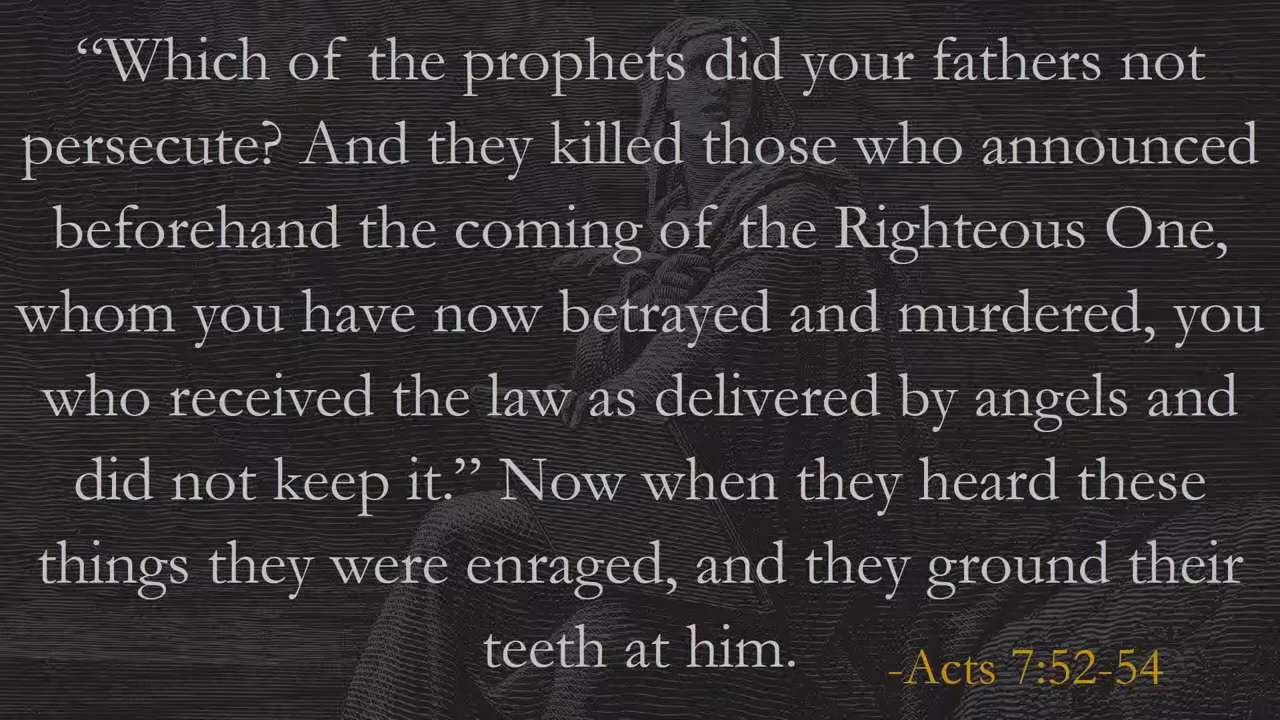 “Which of the prophets did your fathers not
persecute? And they killed those who announced
beforehand the coming of the Righteous One,
whom you have now betrayed and murdered, you
who received the law as delivered by angels and
did not keep it.” Now when they heard these
things they were enraged, and they ground their
teeth at him.
-Acts 7:52-54